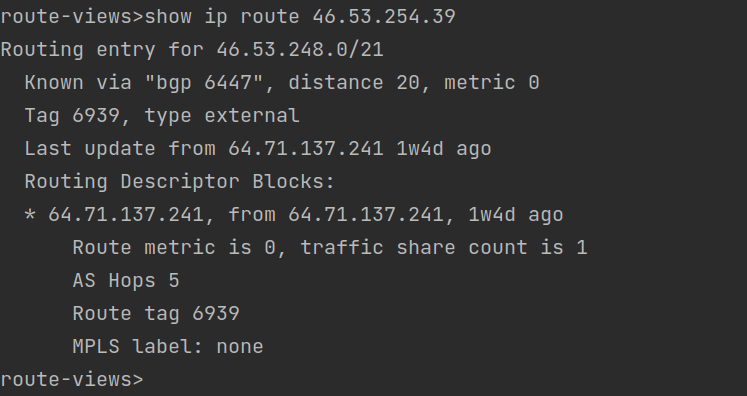 route-views>show ip route 46.53.254.39
Routing entry for 46.53.248.0/21
  Known via "bgp 6447", distance 20, metric 0
  Tag 6939, type external
  Last update from 64.71.137.241 1w4d ago
  Routing Descriptor Blocks:
  * 64.71.137.241, from 64.71.137.241, 1w4d ago
      Route metric is 0, traffic share count is 1
      AS Hops 5
      Route tag 6939
      MPLS label: none
route-views>